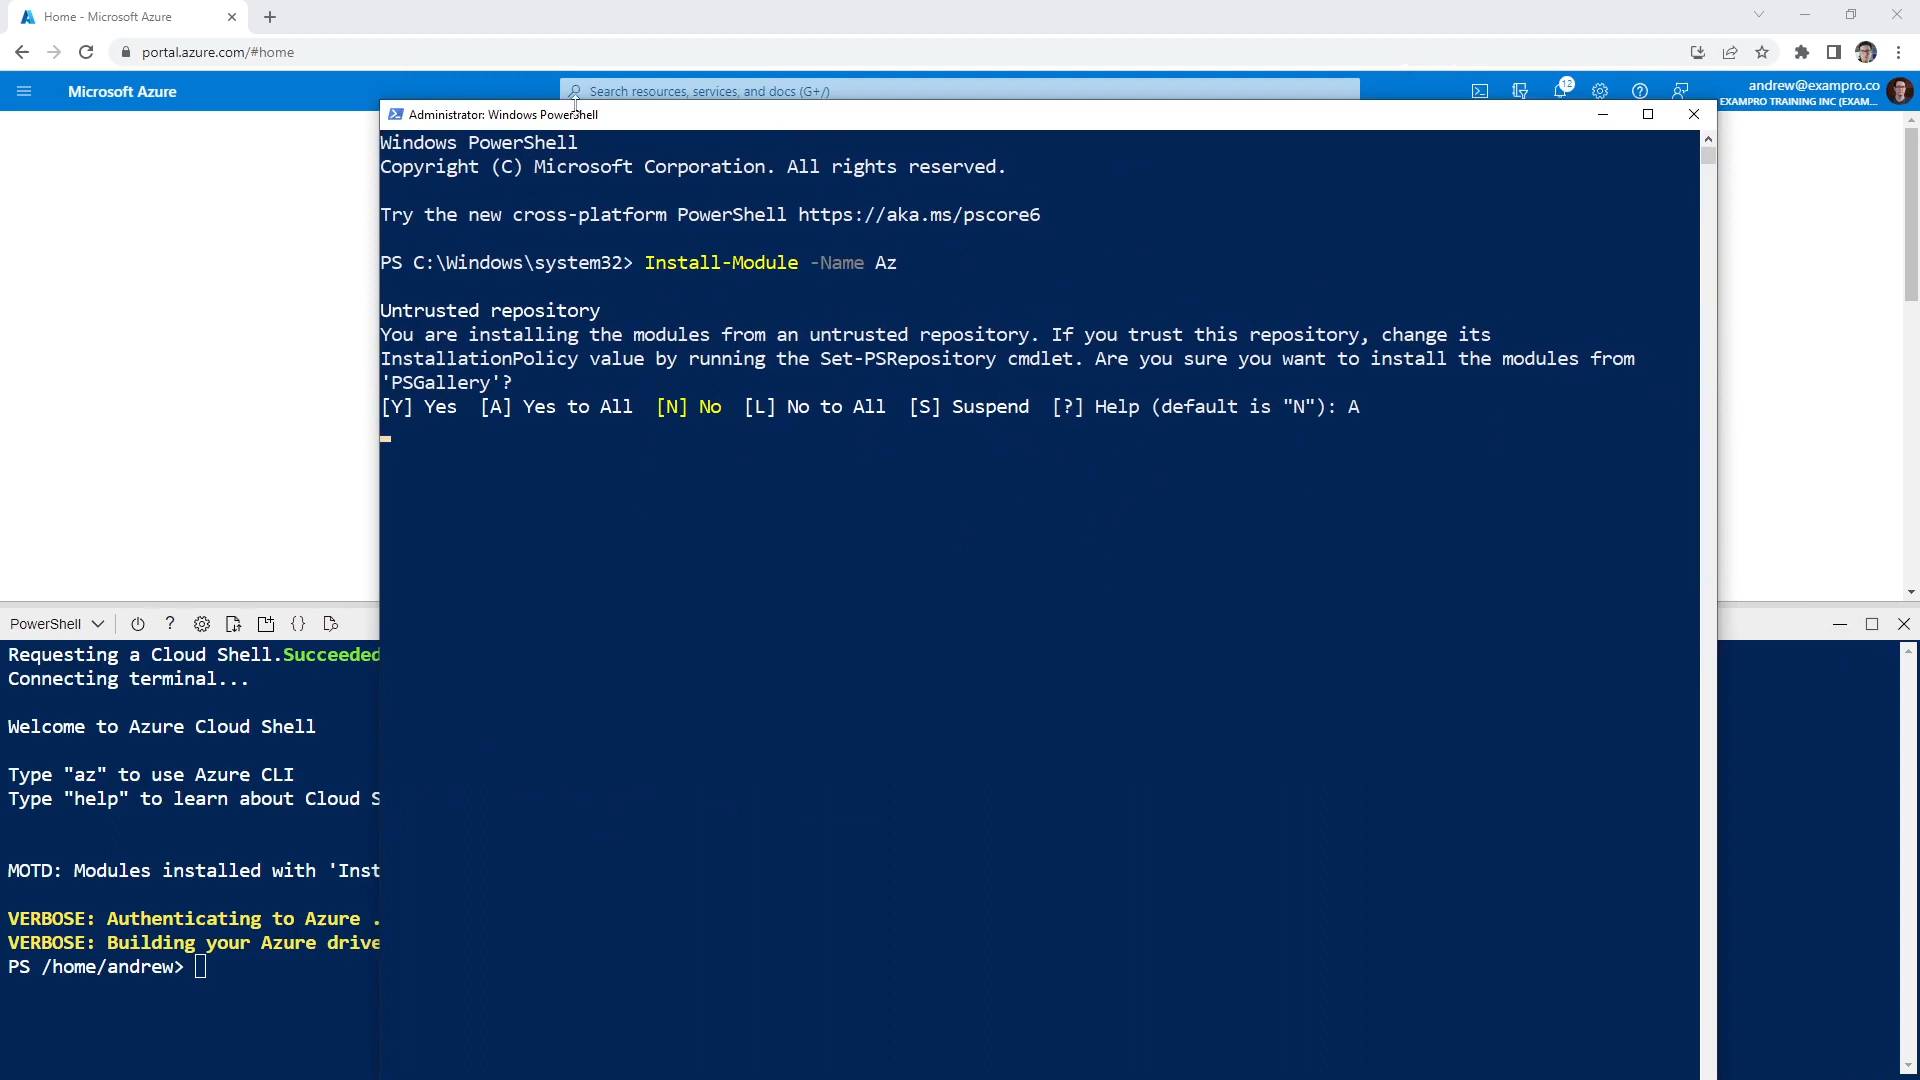 Home - Microsoft Azure
portal.azure.com/#home
Microsoft Azure
Search resources, services, and docs (G+/)
12
andrew@exampro.co
EXAMPRO TRAINING INC (EXAM...
Administrator: Windows PowerShell
Windows PowerShell
Copyright (C) Microsoft Corporation. All rights reserved.
Try the new cross-platform PowerShell https://aka.ms/pscore6
PS C:\Windows\system32> Install-Module -Name Az
Untrusted repository
You are installing the modules from an untrusted repository. If you trust this repository, change its
InstallationPolicy value by running the Set-PSRepository cmdlet. Are you sure you want to install the modules from
'PSGallery'?
[Y] Yes  [A] Yes to All  [N] No  [L] No to All  [S] Suspend  [?] Help (default is "N"): A
PowerShell
Requesting a Cloud Shell.Succeeded
Connecting terminal...
Welcome to Azure Cloud Shell
Type "az" to use Azure CLI
Type "help" to learn about Cloud S
MOTD: Modules installed with 'Inst
VERBOSE: Authenticating to Azure .
VERBOSE: Building your Azure drive
PS /home/andrew>